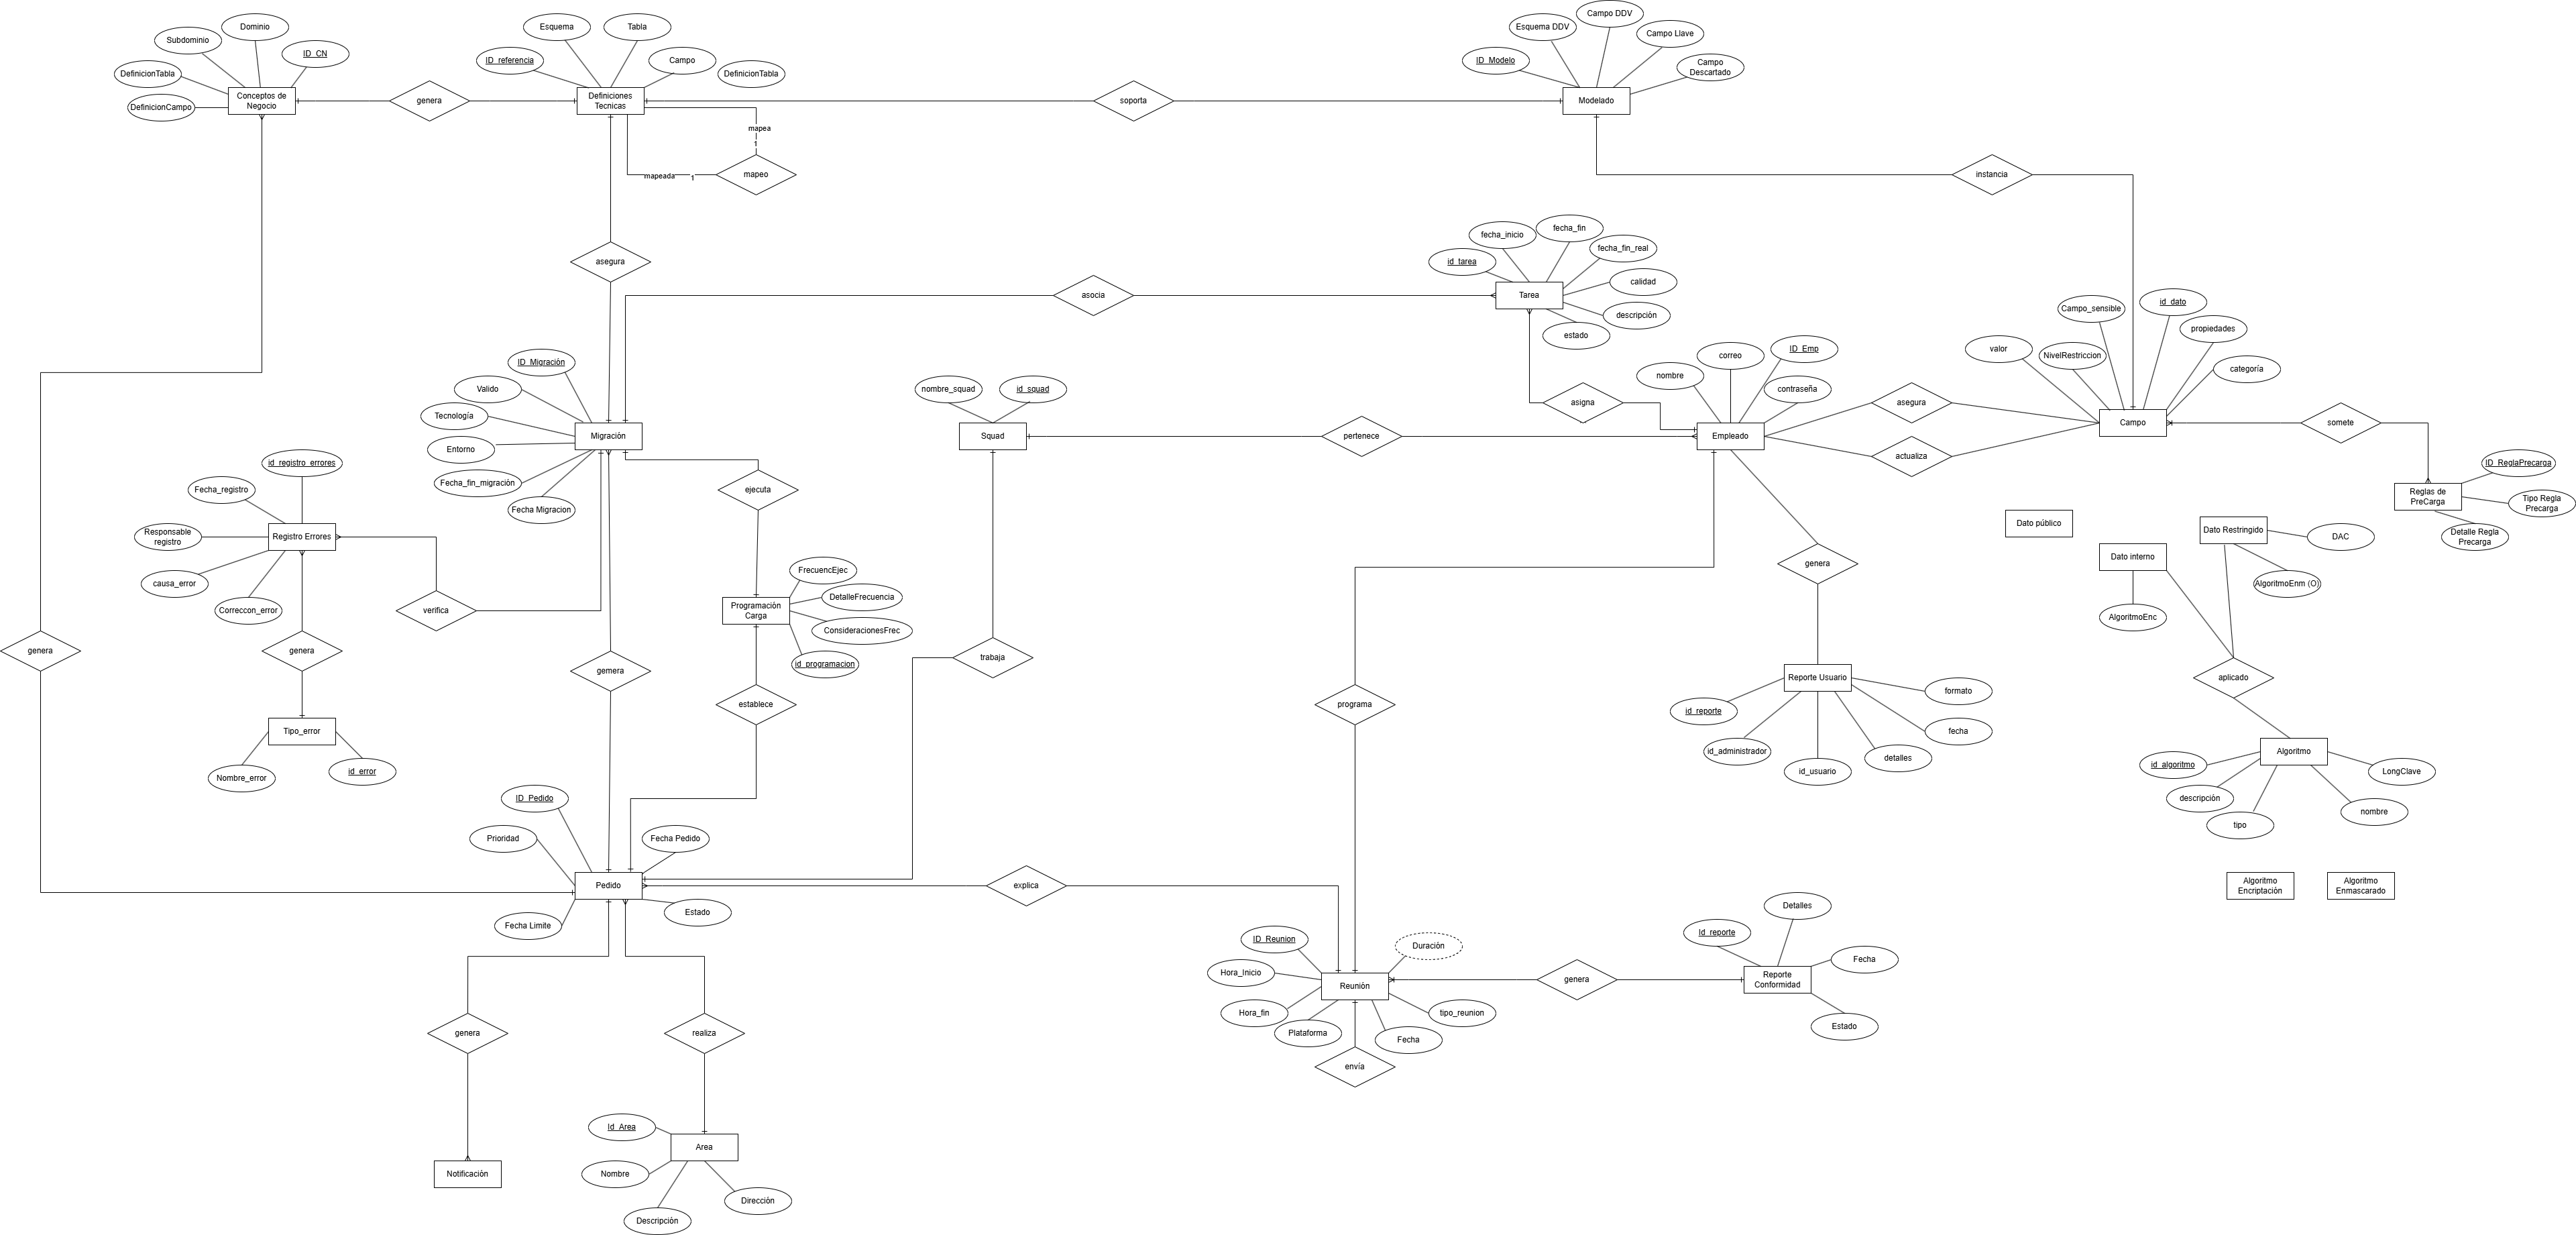 Dominio
Subdominio
ID_CN
DefinicionTabla
DefinicionCampo
Conceptos de
Negocio
genera
Esquema
Tabla
ID_referencia
Campo
DefinicionTabla
Definiciones
Tecnicas
mapea
1
mapeada
1
mapeo
soporta
Campo DDV
Esquema DDV
Campo Llave
ID_Modelo
Campo
Descartado
Modelado
instancia
asegura
asocia
fecha_inicio
fecha_fin
fecha_fin_real
id_tarea
calidad
descripción
estado
Tarea
asigna
ID_Migración
Valido
Tecnología
Entorno
Fecha_fin_migración
Fecha Migracion
Migración
ejecuta
nombre_squad
id_squad
Squad
pertenece
nombre
correo
ID_Emp
contraseña
Empleado
asegura
actualiza
valor
NivelRestriccion
Campo_sensible
id_dato
propiedades
categoría
Campo
somete
ID_ReglaPrecarga
Tipo Regla
Precarga
Detalle Regla
Precarga
Reglas de
PreCarga
id_registro_errores
Fecha_registro
Responsable
registro
causa_error
Correccon_error
Registro Errores
verifica
genera
Tipo_error
Nombre_error
id_error
genera
gemera
FrecuencEjec
DetalleFrecuencia
ConsideracionesFrec
id_programacion
Programación
Carga
establece
trabaja
programa
genera
Reporte Usuario
id_reporte
id_administrador
id_usuario
detalles
fecha
formato
Dato público
Dato interno
AlgoritmoEnc
Dato Restringido
DAC
AlgoritmoEnm (O)
aplicado
Algoritmo
id_algoritmo
descripción
tipo
nombre
LongClave
Algoritmo
Encriptación
Algoritmo
Enmascarado
ID_Pedido
Prioridad
Fecha Pedido
Pedido
Fecha Limite
Estado
explica
ID_Reunion
Duración
Hora_Inicio
Hora_fin
Plataforma
Fecha
tipo_reunion
Reunión
envía
genera
Id_reporte
Detalles
Fecha
Estado
Reporte
Conformidad
genera
realiza
Notificación
Id_Area
Nombre
Descripción
Dirección
Area